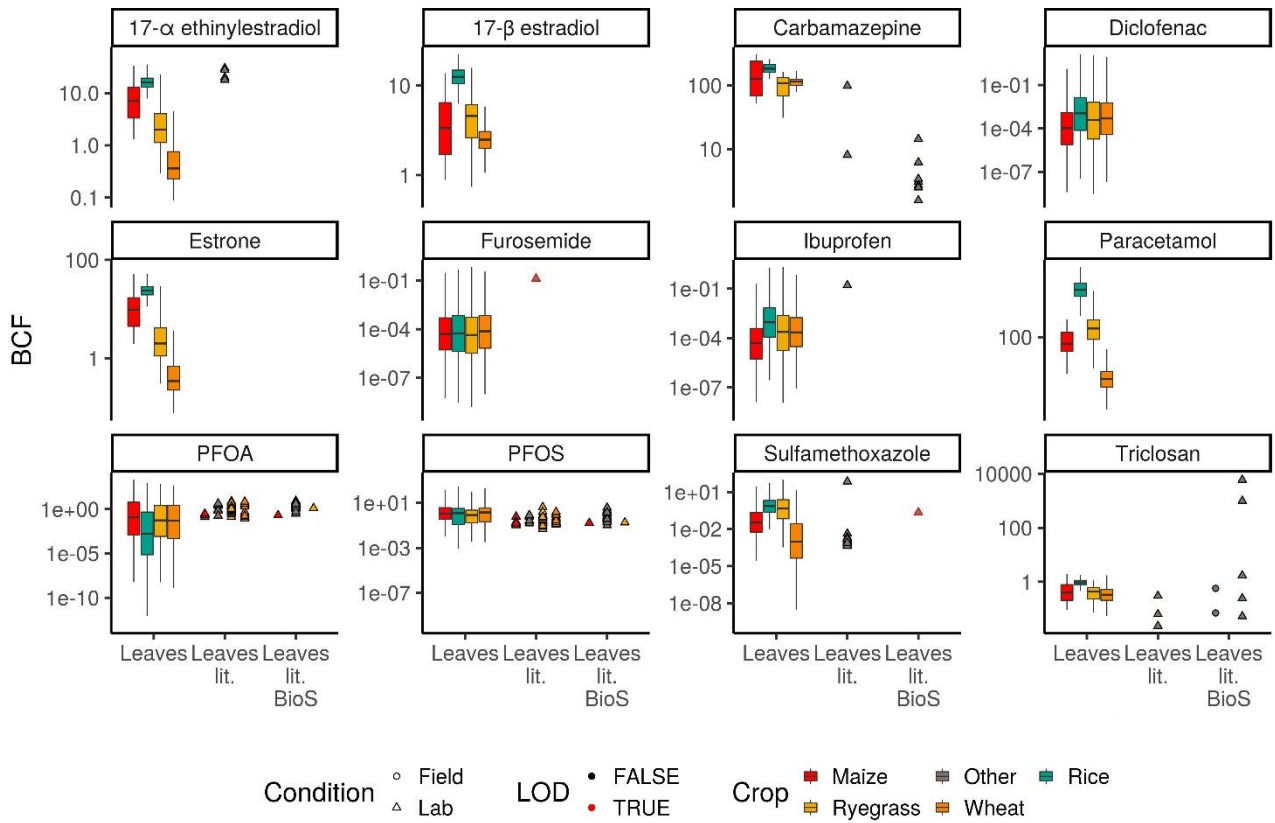 17-α ethinylestradiol
17-β estradiol
Carbamazepine
Diclofenac
10.0
1.0
0.1
10
1
100
10
1e-01
1e-04
1e-07
Estrone
Furosemide
Ibuprofen
Paracetamol
100
1
1e-01
1e-04
1e-07
1e-01
1e-04
1e-07
100
BCF
PFOA
PFOS
Sulfamethoxazole
Triclosan
1e+00
1e-05
1e-10
1e+01
1e-03
1e-07
1e+01
1e-02
1e-05
1e-08
10000
100
1
Leaves Leaves Leaves
lit. lit.
BioS
Leaves Leaves Leaves
lit. lit.
BioS
Leaves Leaves Leaves
lit. lit.
BioS
Leaves Leaves Leaves
lit. lit.
BioS
Condition
Field
Lab
LOD
FALSE
TRUE
Crop
Maize Other Rice
Ryegrass Wheat